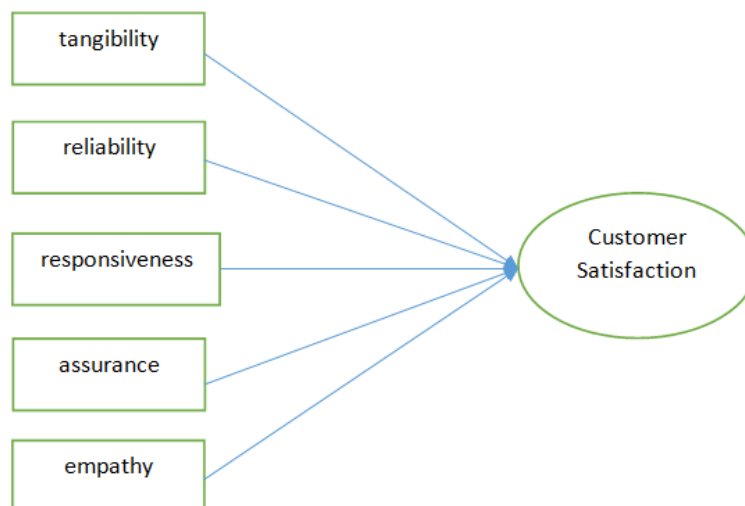 tangibility
reliability
responsiveness
assurance
empathy
Customer
Satisfaction